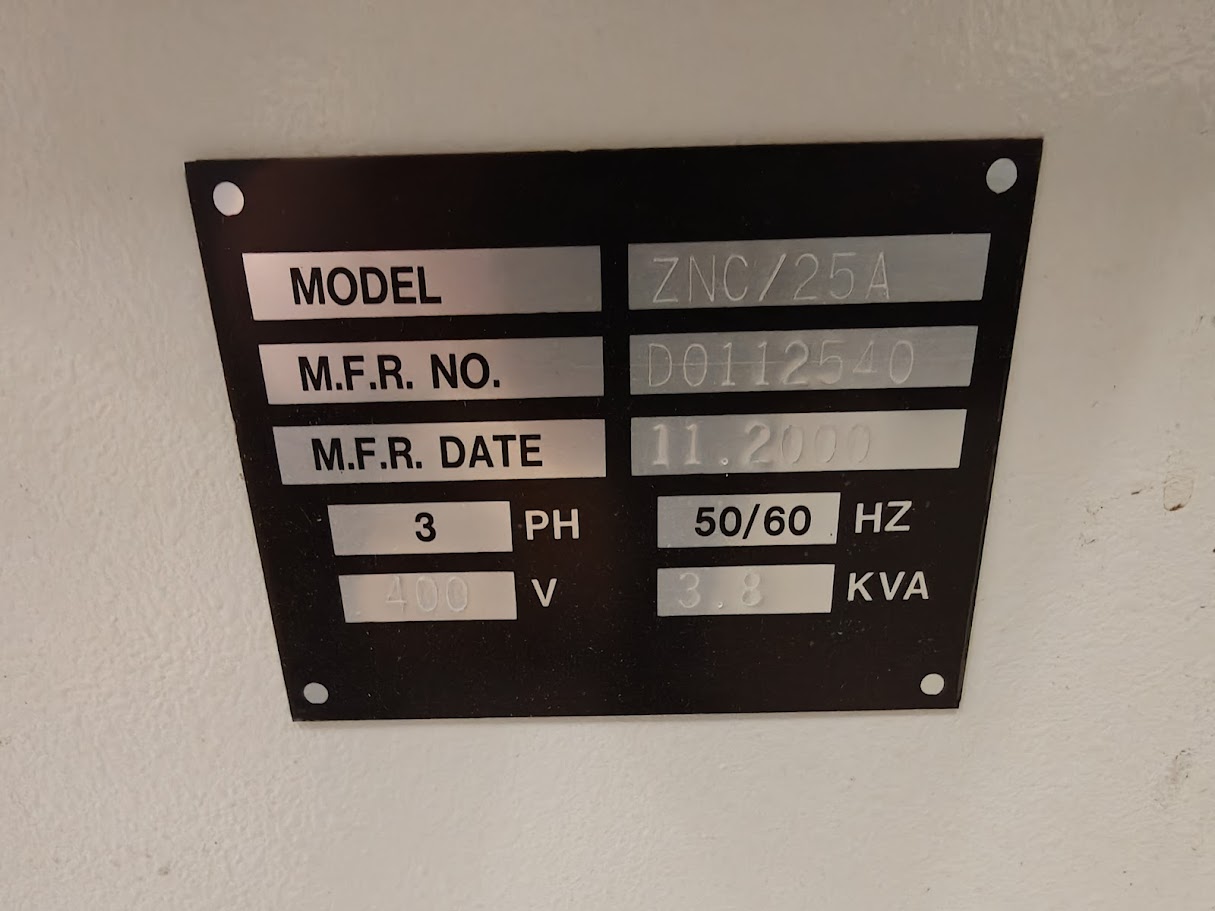 MODEL ZNC/25A
M.F.R. NO. D0112540
M.F.R. DATE 11.2000
3 PH 50/60 HZ
400 V 3.8 KVA